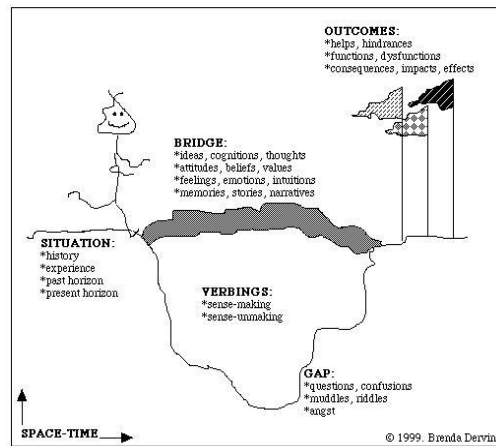 OUTCOMES:
*helps, hindrances
*functions, dysfunctions
*consequences, impacts, effects
BRIDGE:
*ideas, cognitions, thoughts
*attitudes, beliefs, values
*feelings, emotions, intuitions
*memories, stories, narratives
SITUATION:
*history
*experience
*past horizon
*present horizon
VERBINGS:
*sense-making
*sense-unmaking
GAP:
*questions, confusions
*muddles, riddles
*angst
SPACE-TIME
© 1999. Brenda Dervin